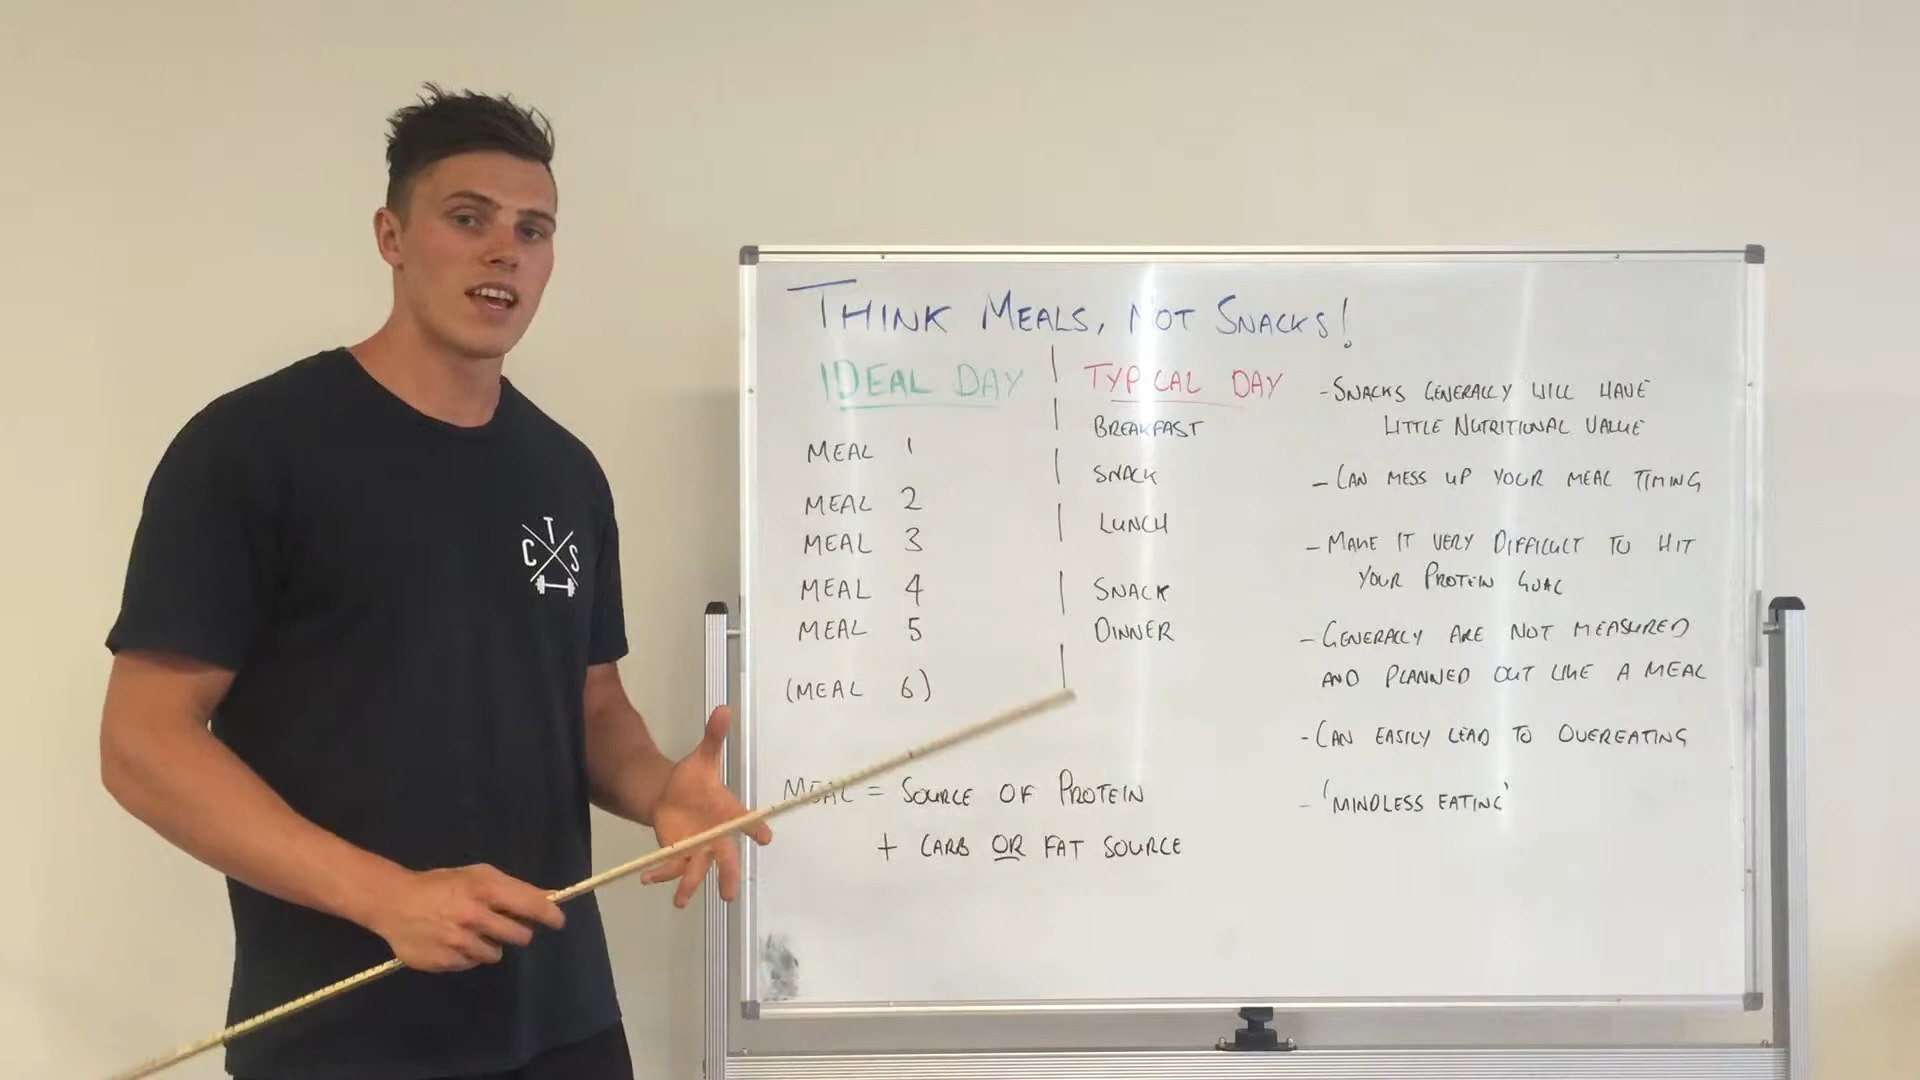 T
C S
THINK MEALS, NOT SNACKS!
IDEAL DAY
MEAL 1
MEAL 2
MEAL 3
MEAL 4
MEAL 5
(MEAL 6)
TYPICAL DAY
BREAKFAST
SNACK
LUNCH
SNACK
DINNER
MEAL = SOURCE OF PROTEIN
+ CARB OR FAT SOURCE
- SNACKS GENERALLY WILL HAVE
LITTLE NUTRITIONAL VALUE
- CAN MESS UP YOUR MEAL TIMING
- MAKE IT VERY DIFFICULT TO HIT
YOUR PROTEIN GOAL
- GENERALLY ARE NOT MEASURED
AND PLANNED OUT LIKE A MEAL
- CAN EASILY LEAD TO OVEREATING
- 'MINDLESS EATING'